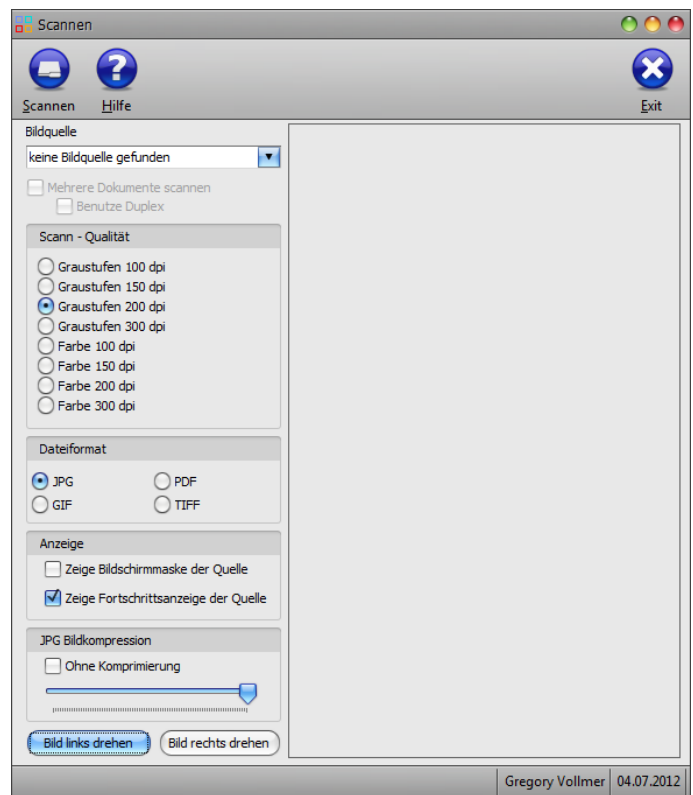 Scannen
Scannen Hilfe Exit
Bildquelle
keine Bildquelle gefunden
Mehrere Dokumente scannen
Benutze Duplex
Scann - Qualität
Graustufen 100 dpi
Graustufen 150 dpi
Graustufen 200 dpi
Graustufen 300 dpi
Farbe 100 dpi
Farbe 150 dpi
Farbe 200 dpi
Farbe 300 dpi
Dateiformat
JPG PDF
GIF TIFF
Anzeige
Zeige Bildschirmmaske der Quelle
Zeige Fortschrittsanzeige der Quelle
JPG Bildkompression
Ohne Komprimierung
Bild links drehen Bild rechts drehen
Gregory Vollmer 04.07.2012